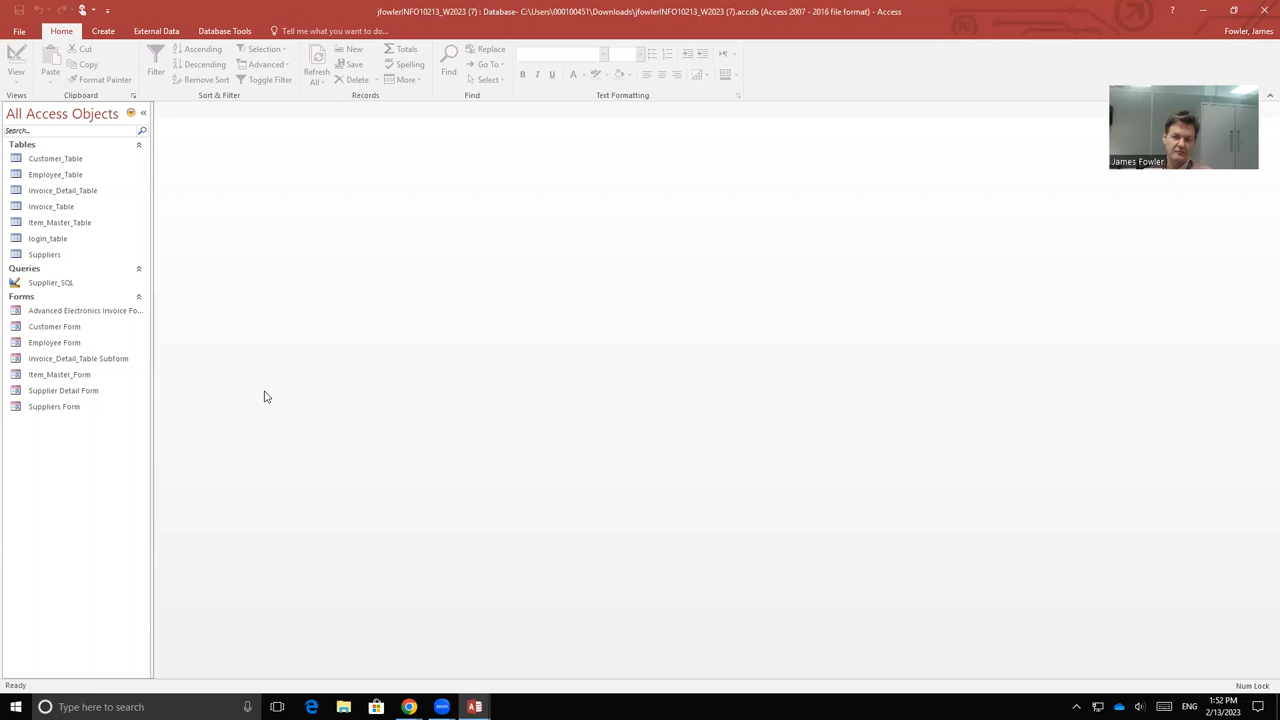 jfowlerINFO10213_W2023 (7) : Database- C:\Users\000100451\Downloads\jfowlerINFO10213_W2023 (7).accdb (Access 2007 - 2016 file format) - Access
File Home Create External Data Database Tools Tell me what you want to do... Fowler, James
View
Views
Paste
Cut
Copy
Format Painter
Clipboard
Filter
Ascending
Descending
Remove Sort
Selection
Advanced
Toggle Filter
Sort & Filter
Refresh
All
New
Save
Delete
Totals
Spelling
More
Records
Find
Replace
Go To
Select
Find
B I U A
Text Formatting
James Fowler
All Access Objects
Search...
Tables
Customer_Table
Employee_Table
Invoice_Detail_Table
Invoice_Table
Item_Master_Table
login_table
Suppliers
Queries
Supplier_SQL
Forms
Advanced Electronics Invoice Fo...
Customer Form
Employee Form
Invoice_Detail_Table Subform
Item_Master_Form
Supplier Detail Form
Suppliers Form
Ready
Num Lock
Type here to search
ENG
1:52 PM
2/13/2023